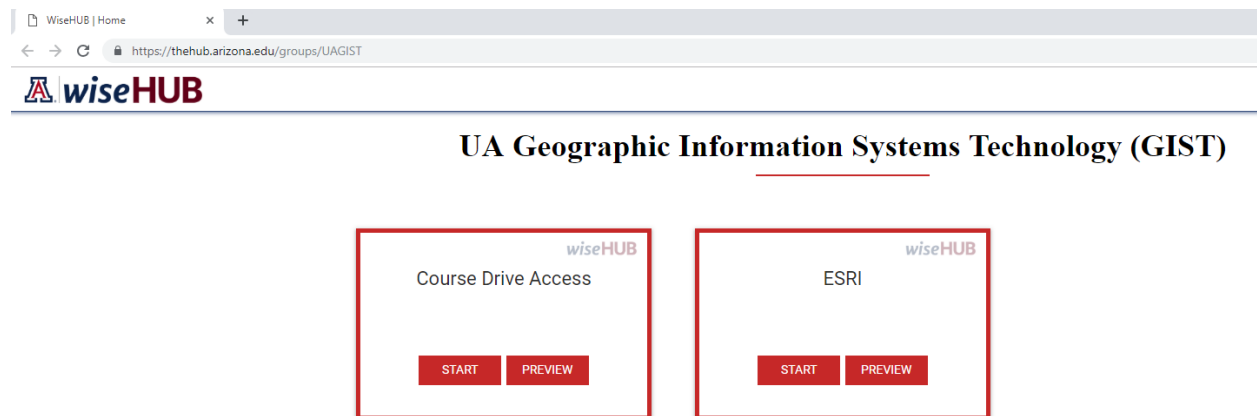 WiseHUB | Home
https://thehub.arizona.edu/groups/UAGIST
A wiseHUB
UA Geographic Information Systems Technology (GIST)
wiseHUB
Course Drive Access
START PREVIEW
wiseHUB
ESRI
START PREVIEW